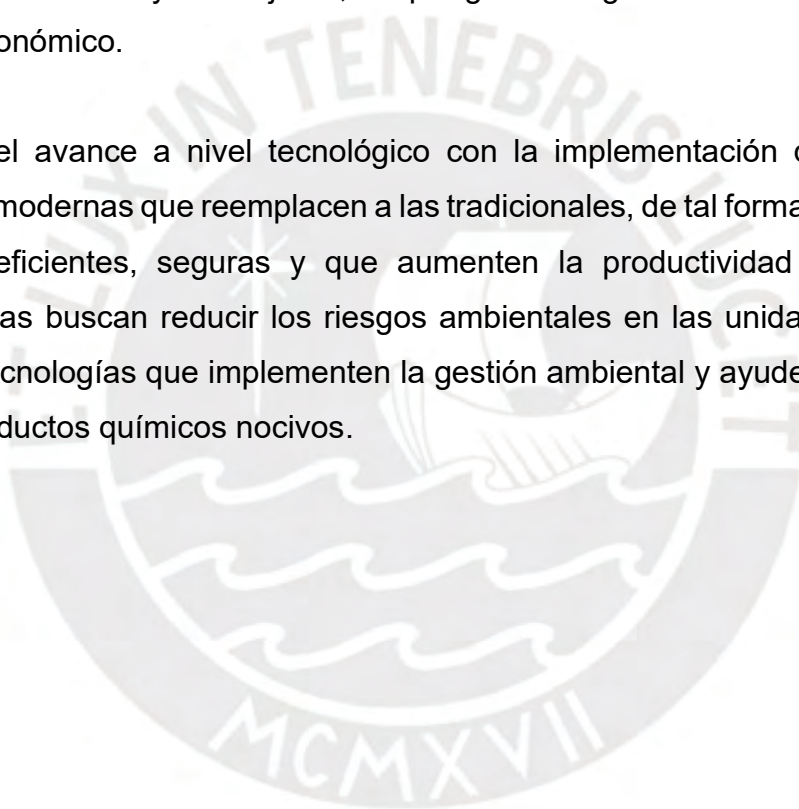 onómico.
ET LUX IN TENEBRIS LUCET
el avance a nivel tecnológico con la implementación
modernas que reemplacen a las tradicionales, de tal forma
eficientes, seguras y que aumenten la productividad
as buscan reducir los riesgos ambientales en las unida
cnologías que implementen la gestión ambiental y ayude
ductos químicos nocivos.
MCMXVII